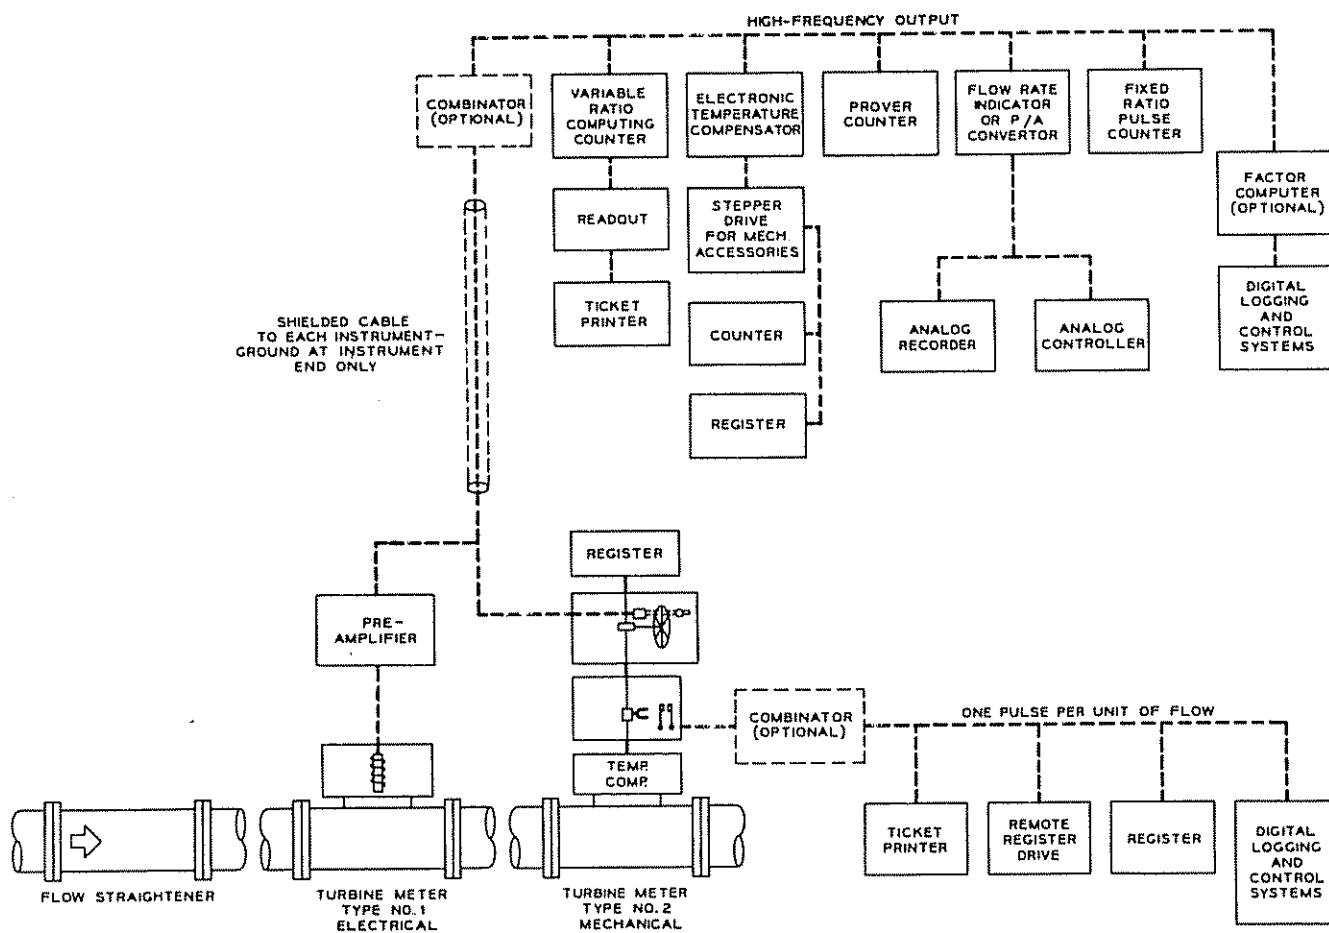 HIGH-FREQUENCY OUTPUT
COMBINATOR
(OPTIONAL)
VARIABLE
RATIO
COMPUTING
COUNTER
ELECTRONIC
TEMPERATURE
COMPENSATOR
PROVER
COUNTER
FLOW RATE
INDICATOR
OR P/A
CONVERTOR
FIXED
RATIO
PULSE
COUNTER
FACTOR
COMPUTER
(OPTIONAL)
READOUT
STEPPER
DRIVE
FOR MECH.
ACCESSORIES
TICKET
PRINTER
COUNTER
REGISTER
ANALOG
RECORDER
ANALOG
CONTROLLER
DIGITAL
LOGGING
AND
CONTROL
SYSTEMS
SHIELDED CABLE
TO EACH INSTRUMENT-
GROUND AT INSTRUMENT
END ONLY
REGISTER
PRE-
AMPLIFIER
COMBINATOR
(OPTIONAL)
ONE PULSE PER UNIT OF FLOW
TEMP.
COMP.
TICKET
PRINTER
REMOTE
REGISTER
DRIVE
REGISTER
DIGITAL
LOGGING
AND
CONTROL
SYSTEMS
FLOW STRAIGHTENER
TURBINE METER
TYPE NO.1
ELECTRICAL
TURBINE METER
TYPE NO.2
MECHANICAL